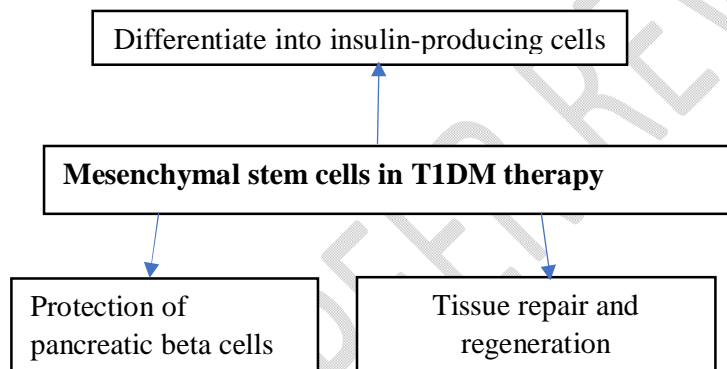 Differentiate into insulin-producing cells
Mesenchymal stem cells in T1DM therapy
Protection of
pancreatic beta cells
Tissue repair and
regeneration